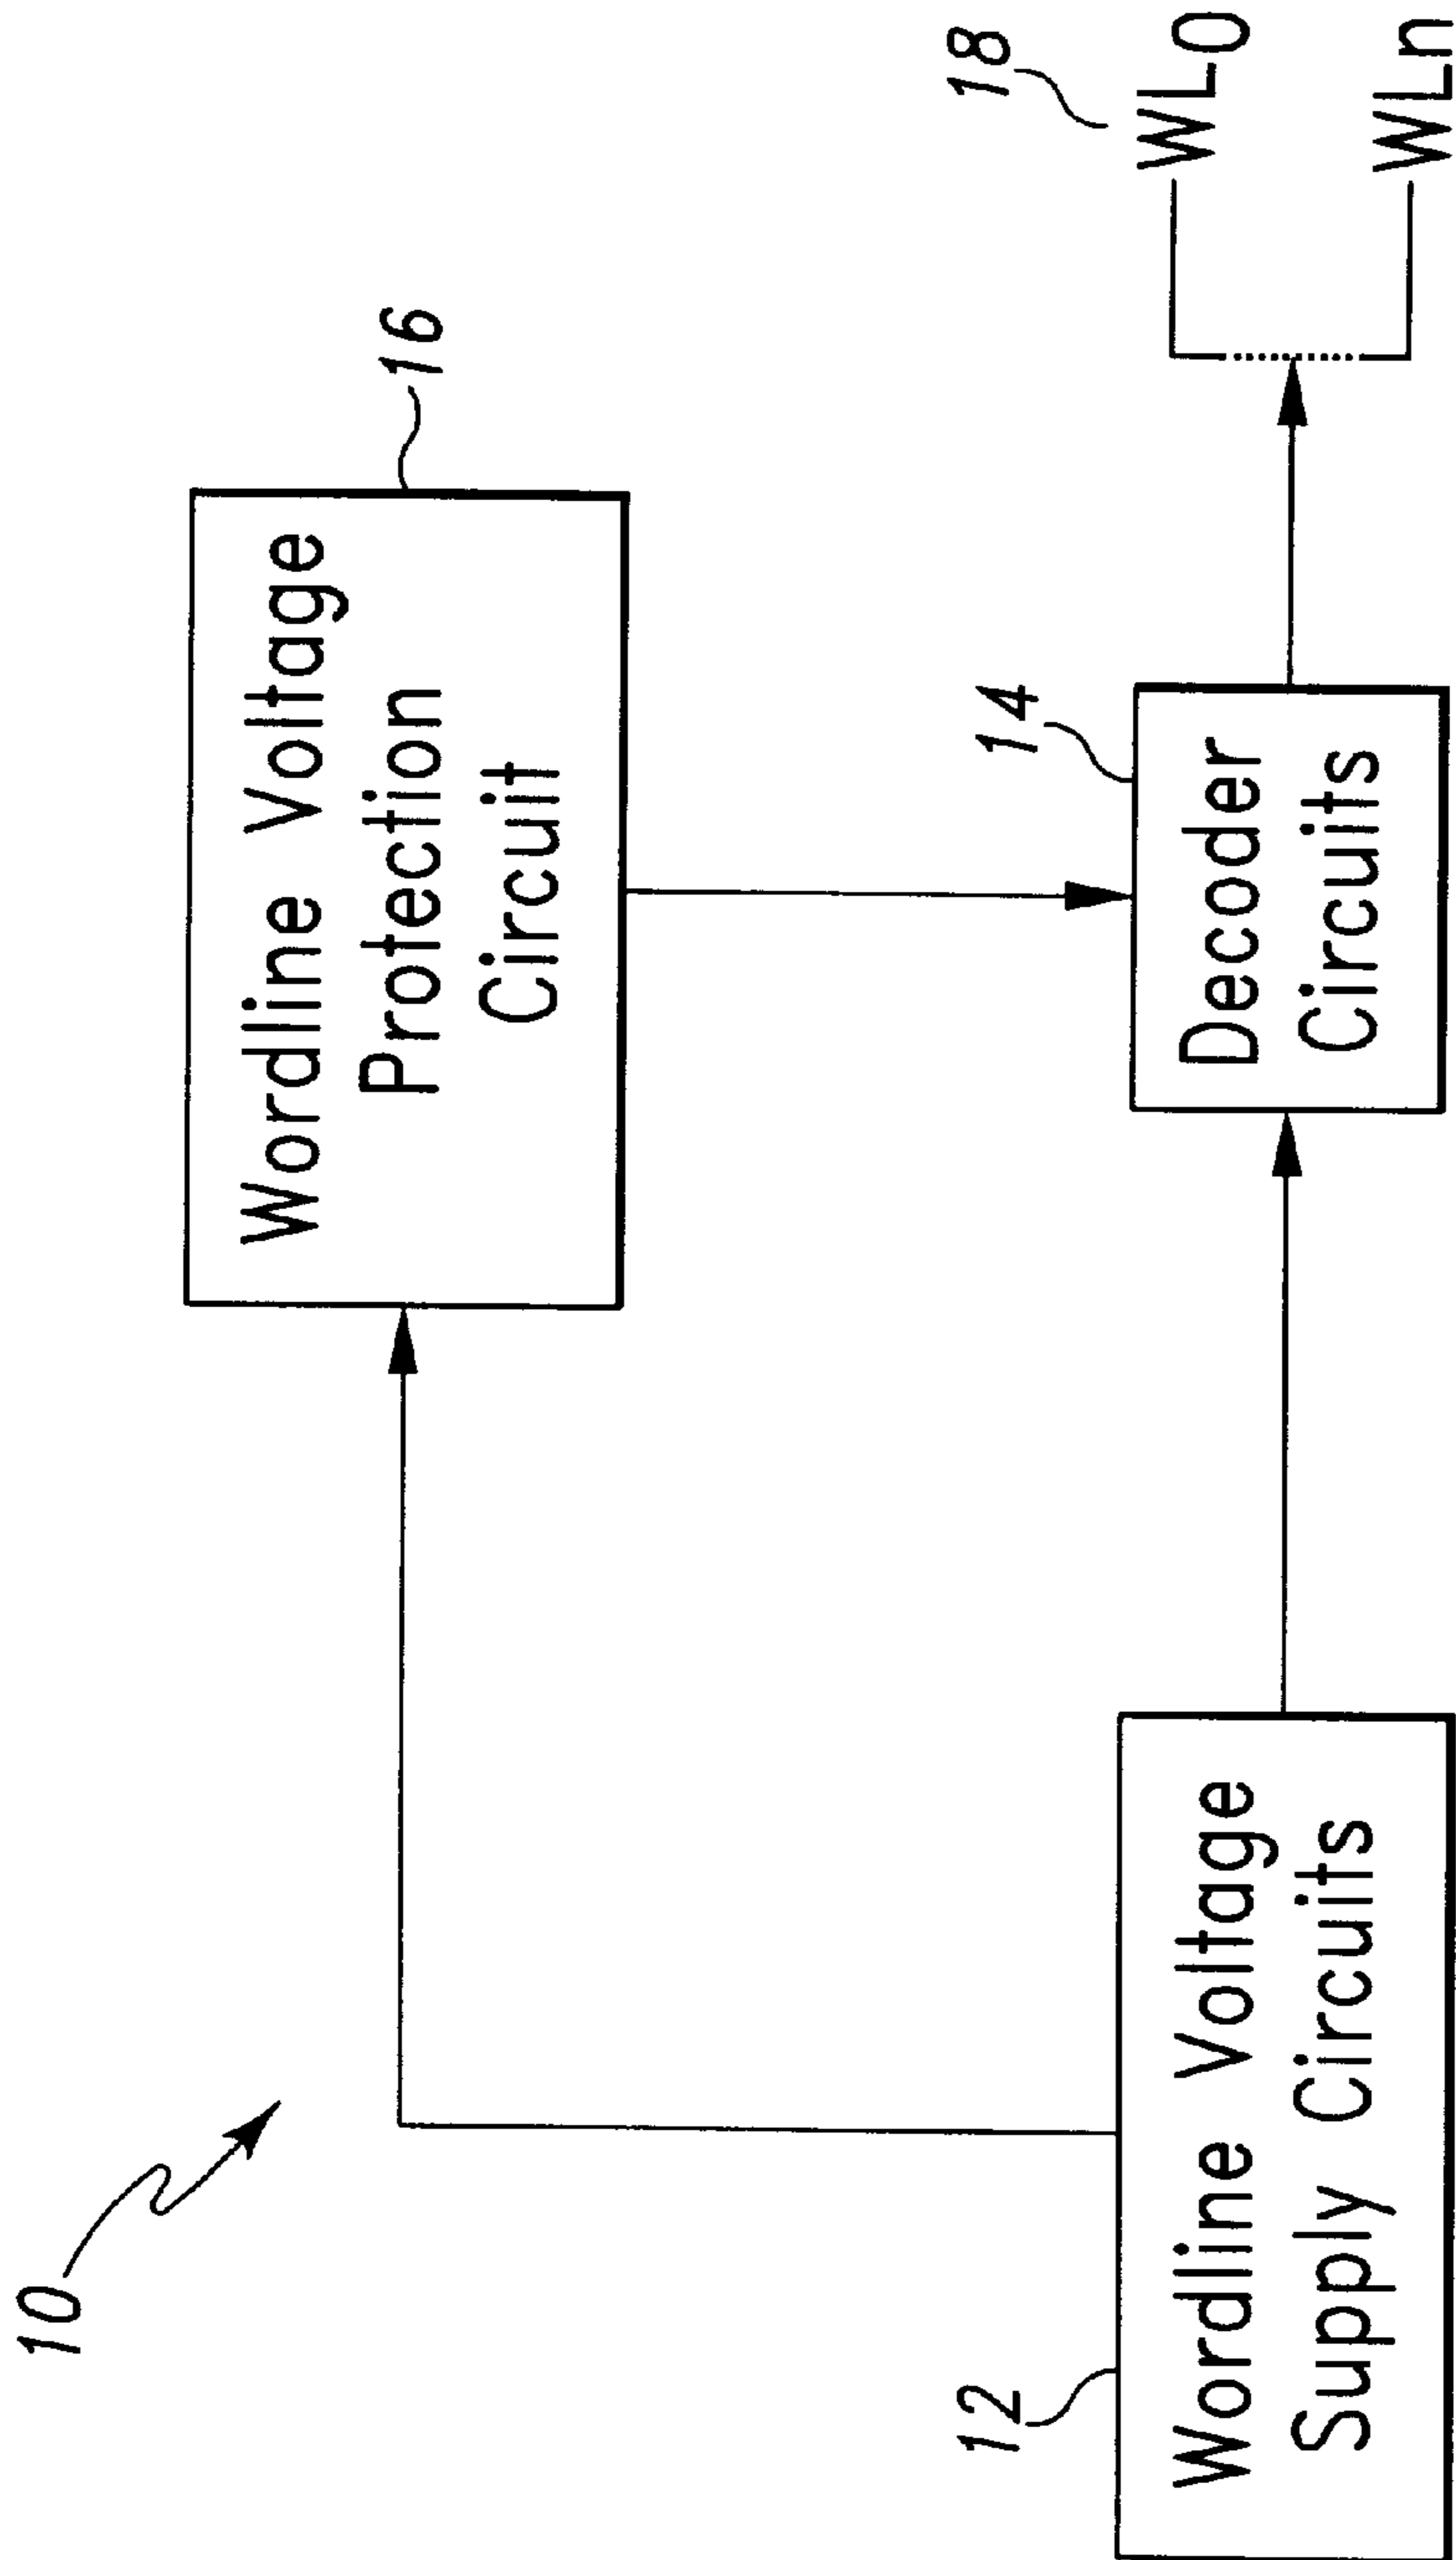 10
Wordline Voltage
Protection
Circuit
16
12
Wordline Voltage
Supply Circuits
14
Decoder
Circuits
18
WL0
WLn